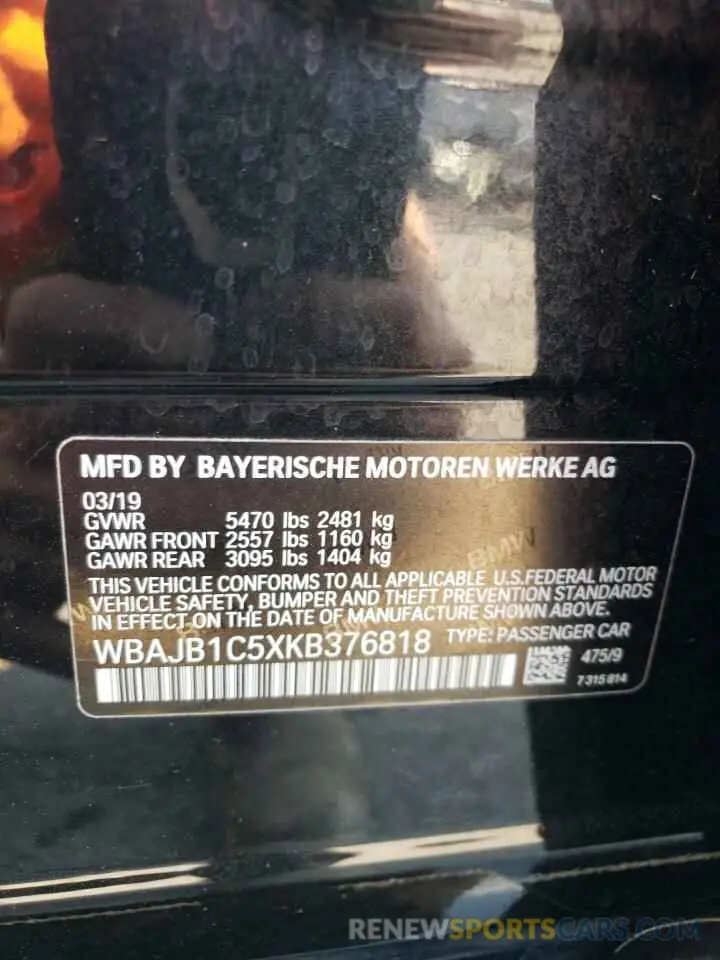 MFD BY BAYERISCHE MOTOREN WERKE AG
03/19
GVWR 5470 lbs 2481 kg
GAWR FRONT 2557 lbs 1160 kg
GAWR REAR 3095 lbs 1404 kg
THIS VEHICLE CONFORMS TO ALL APPLICABLE U.S.FEDERAL MOTOR
VEHICLE SAFETY, BUMPER AND THEFT PREVENTION STANDARDS
IN EFFECT ON THE DATE OF MANUFACTURE SHOWN ABOVE.
WBAJB1C5XKB376818 TYPE: PASSENGER CAR
475/9
7315814
RENEWSPORTSCARS.COM